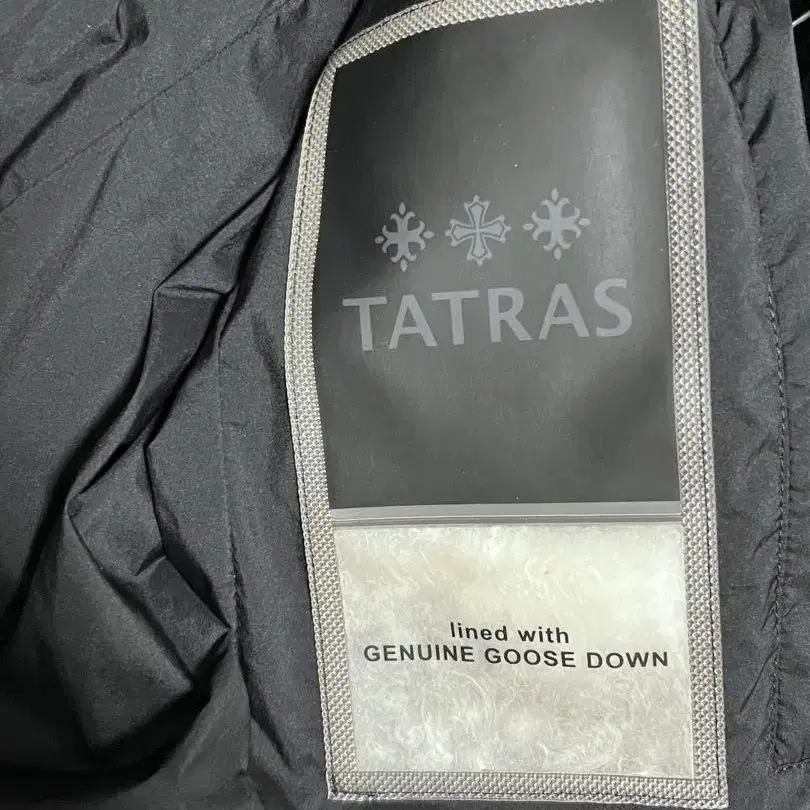 TATRAS
lined with
GENUINE GOOSE DOWN